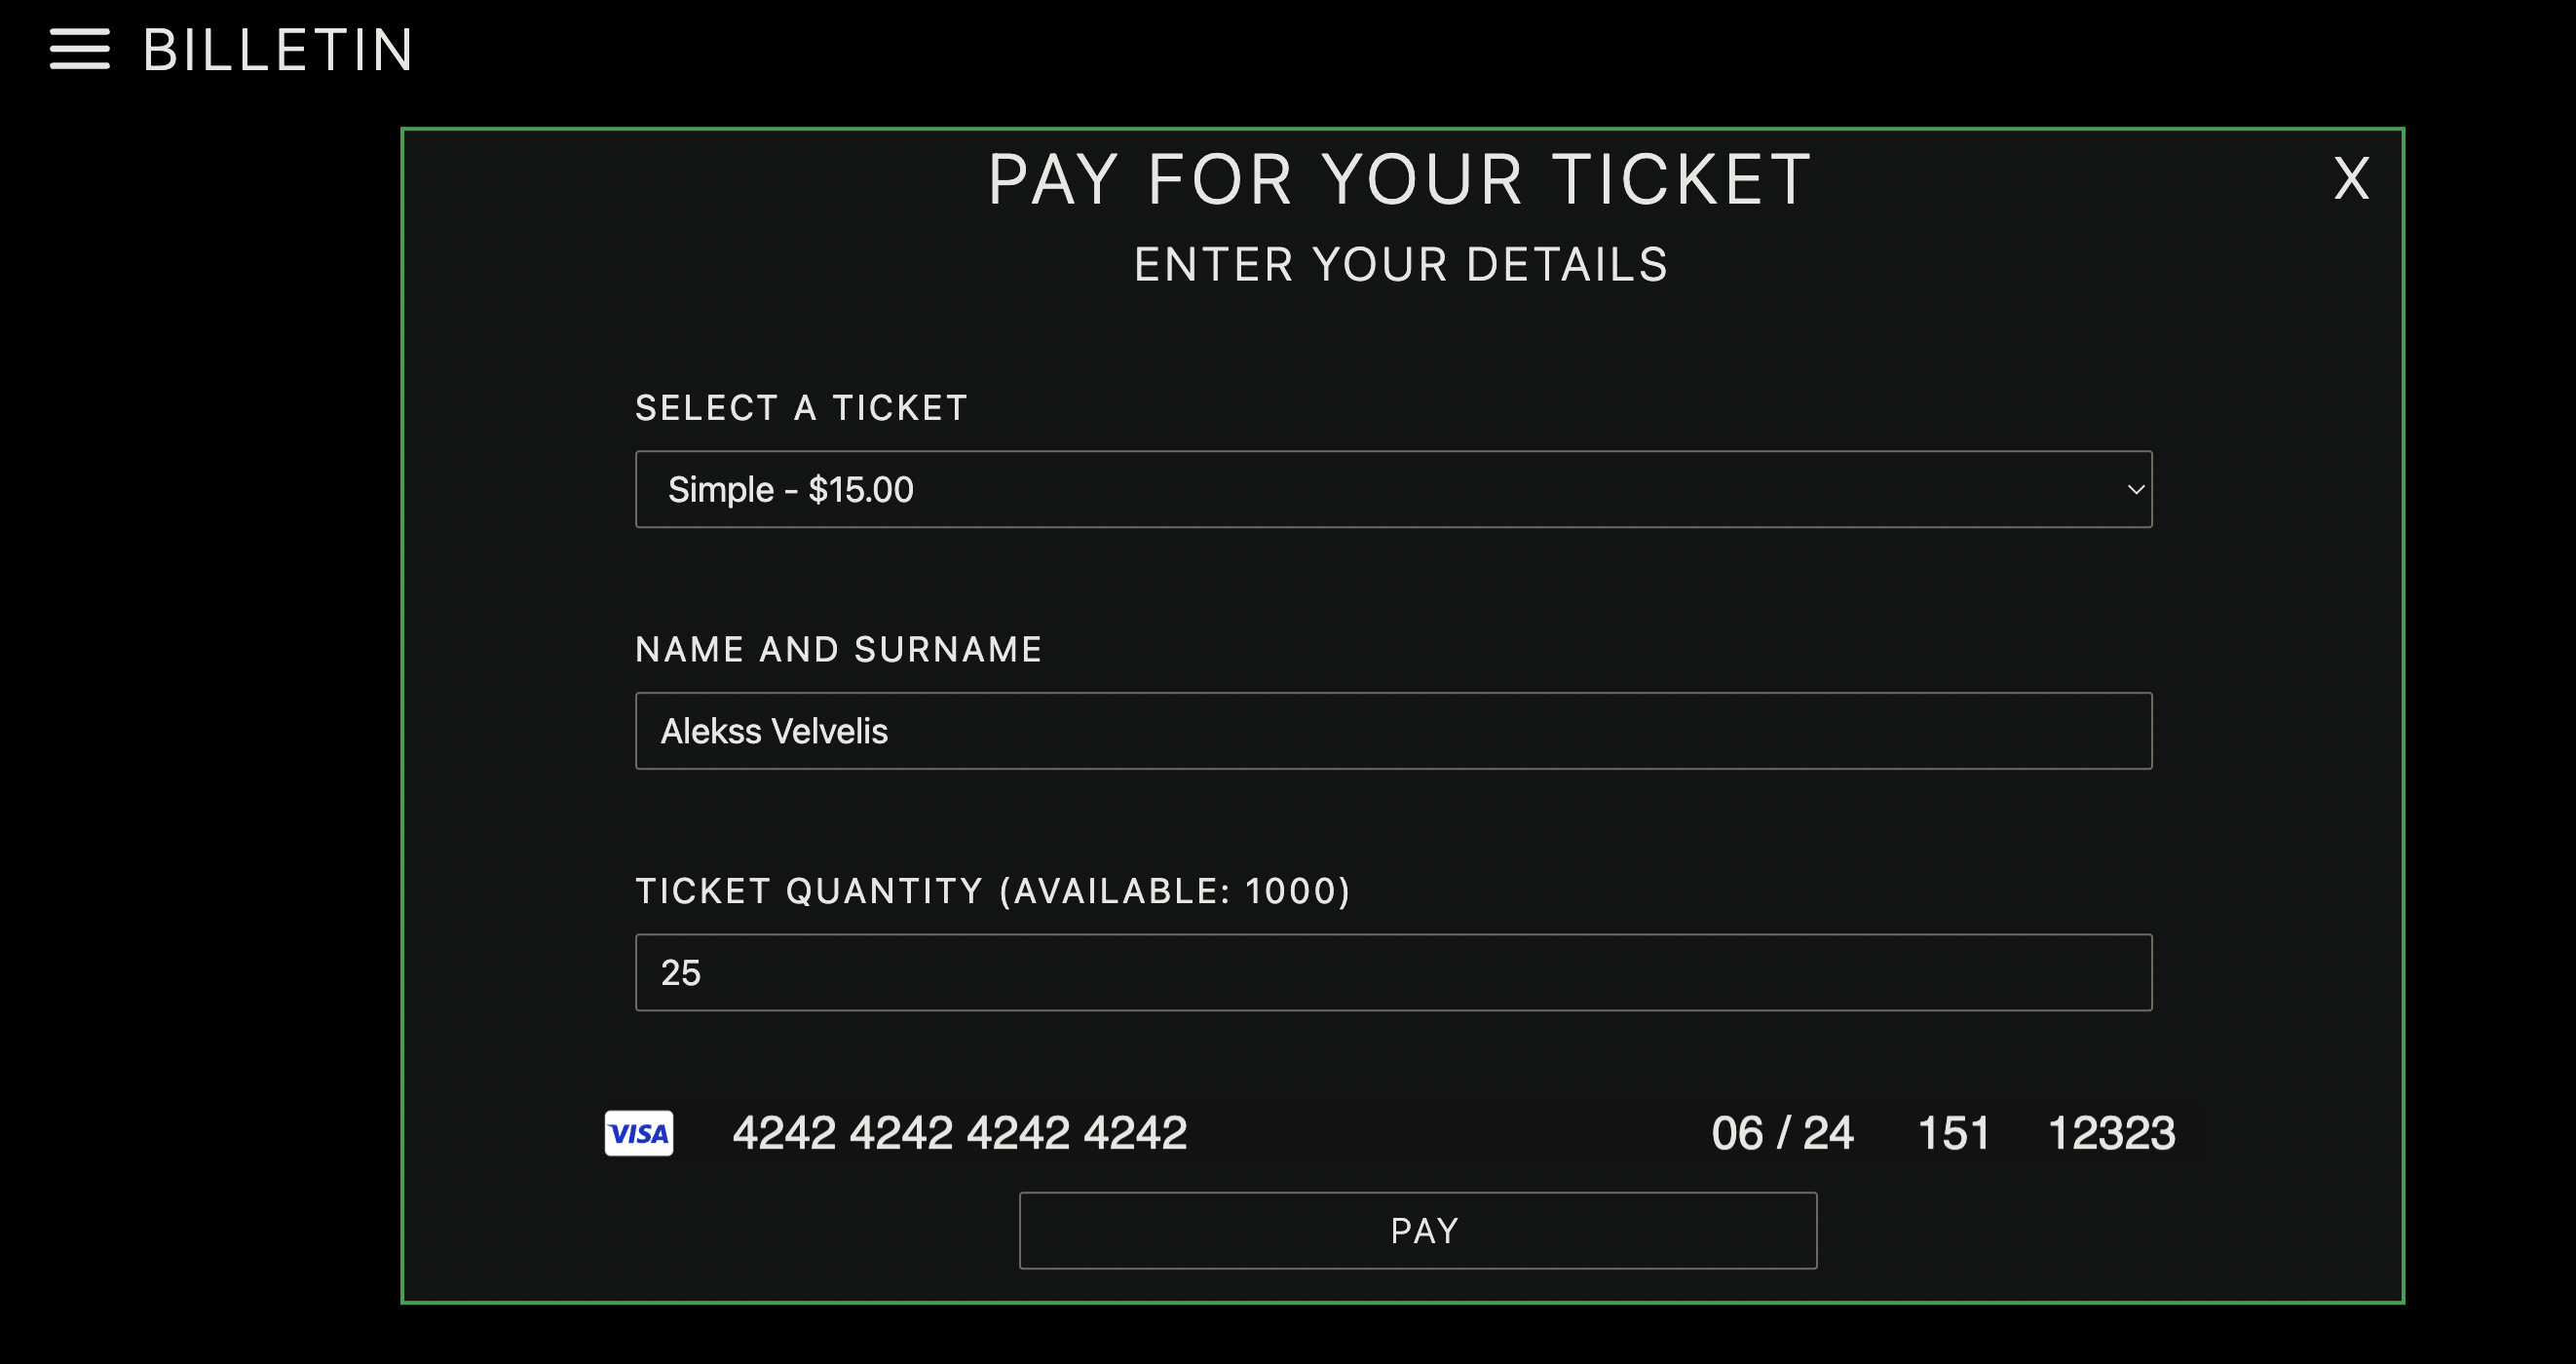 BILLETIN
PAY FOR YOUR TICKET
X
ENTER YOUR DETAILS
SELECT A TICKET
Simple - $15.00
NAME AND SURNAME
Alekss Velvelis
TICKET QUANTITY (AVAILABLE: 1000)
25
VISA 4242 4242 4242 4242 06 / 24 151 12323
PAY